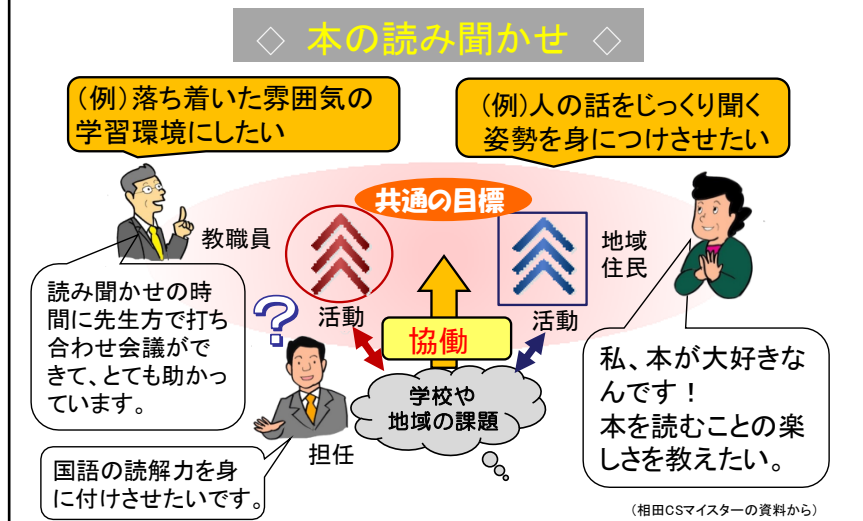 ◇ 本の読み聞かせ ◇
(例)落ち着いた雰囲気の
学習環境にしたい
(例)人の話をじっくり聞く
姿勢を身につけさせたい
共通の目標
教職員
地域
住民
読み聞かせの時
間に先生方で打ち
合わせ会議がで
きて、とても助かっ
ています。
?
活動
活動
協働
学校や
地域の課題
担任
国語の読解力を身
に付けさせたいです。
私、本が大好きな
んです!
本を読むことの楽
しさを教えたい。
(相田CSマイスターの資料から)